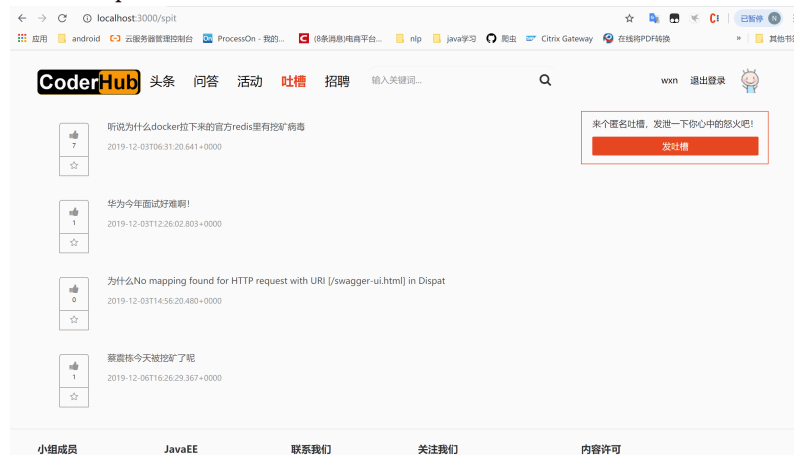 localhost:3000/spit
已暂停 N
应用 android 云服务器管理控制台 On ProcessOn - 我的... C (8条消息)电商平台... nlp java学习 爬虫 Citrix Gateway 在线将PDF转换 » 其他书签
CoderHub 头条 问答 活动 吐槽 招聘 输入关键词... wxn 退出登录
来个匿名吐槽，发泄一下你心中的怒火吧!
发吐槽
听说为什么docker拉下来的官方redis里有挖矿病毒
7
2019-12-03T06:31:20.641+0000
华为今年面试好难啊!
1
2019-12-03T12:26:02.803+0000
为什么No mapping found for HTTP request with URI [/swagger-ui.html] in Dispat
0
2019-12-03T14:56:20.480+0000
蔡震栋今天被挖矿了呢
1
2019-12-06T16:26:29.367+0000
小组成员 JavaEE 联系我们 关注我们 内容许可